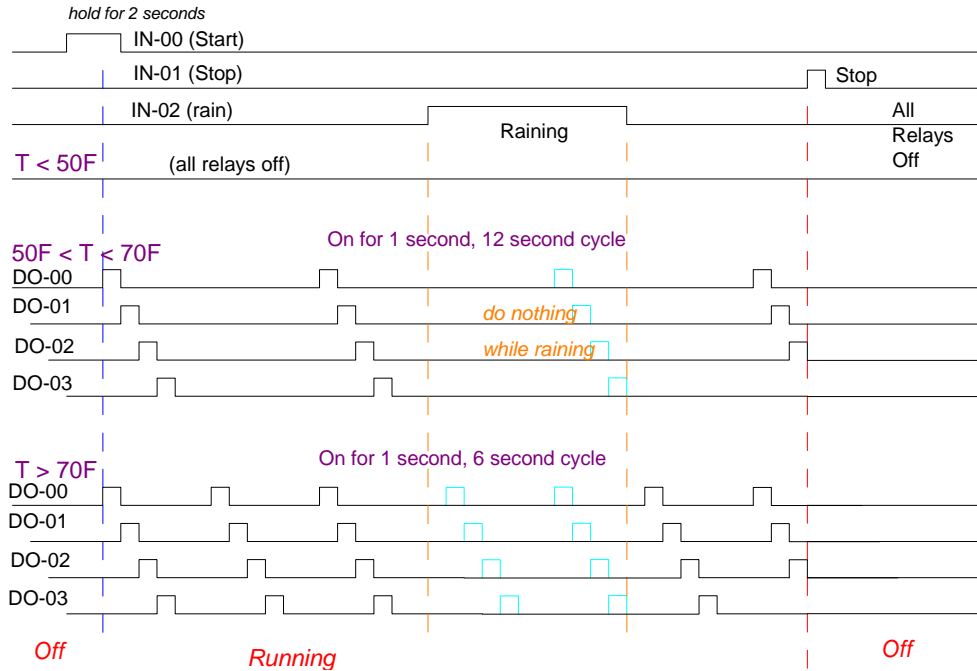 hold for 2 seconds
IN-00 (Start)
IN-01 (Stop)
Stop
IN-02 (rain)
Raining
All
Relays
Off
T < 50F
(all relays off)
On for 1 second, 12 second cycle
50F < T < 70F
DO-00
DO-01
do nothing
DO-02
while raining
DO-03
On for 1 second, 6 second cycle
T > 70F
DO-00
DO-01
DO-02
DO-03
Off
Running
Off